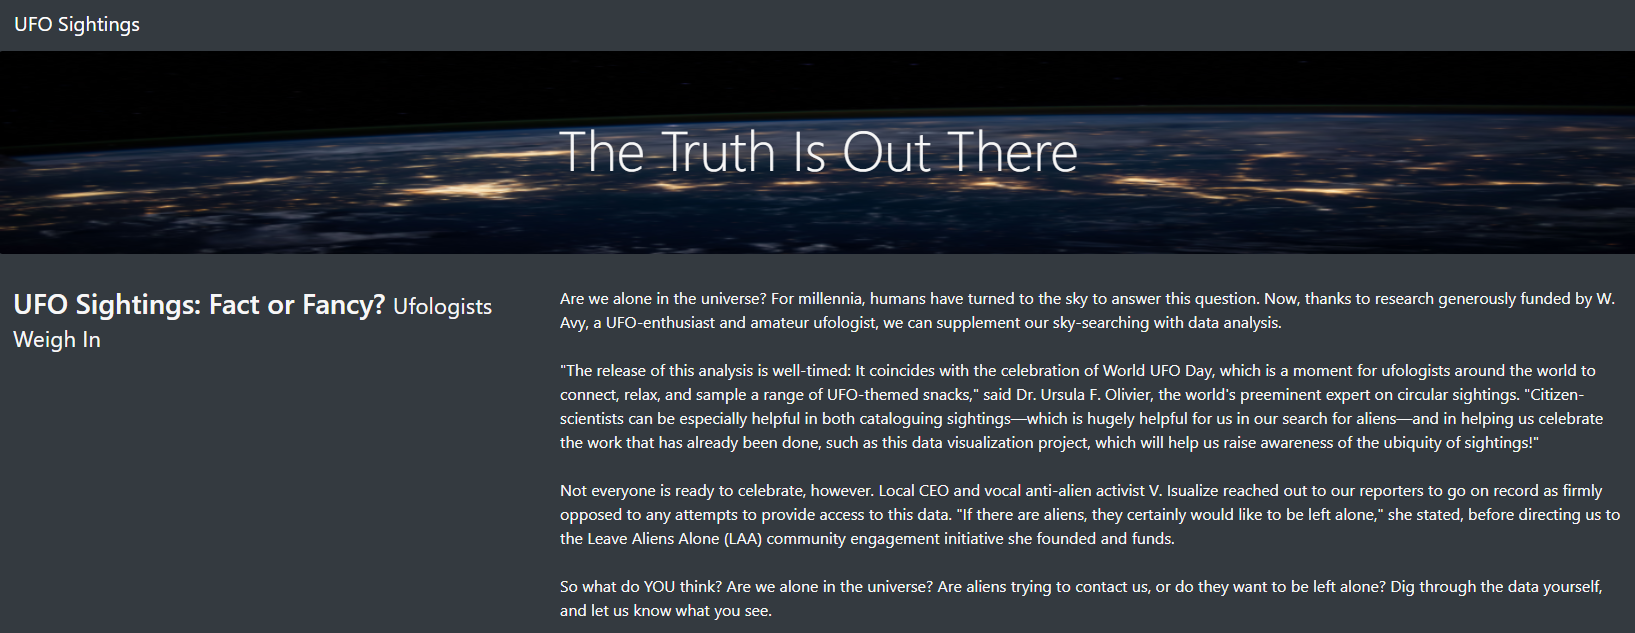 UFO Sightings
The Truth Is Out There
UFO Sightings: Fact or Fancy? Ufologists
Weigh In
Are we alone in the universe? For millennia, humans have turned to the sky to answer this question. Now, thanks to research generously funded by W.
Avy, a UFO-enthusiast and amateur ufologist, we can supplement our sky-searching with data analysis.
"The release of this analysis is well-timed: It coincides with the celebration of World UFO Day, which is a moment for ufologists around the world to
connect, relax, and sample a range of UFO-themed snacks," said Dr. Ursula F. Olivier, the world's preeminent expert on circular sightings. "Citizen-
scientists can be especially helpful in both cataloguing sightings—which is hugely helpful for us in our search for aliens—and in helping us celebrate
the work that has already been done, such as this data visualization project, which will help us raise awareness of the ubiquity of sightings!"
Not everyone is ready to celebrate, however. Local CEO and vocal anti-alien activist V. Isualize reached out to our reporters to go on record as firmly
opposed to any attempts to provide access to this data. "If there are aliens, they certainly would like to be left alone," she stated, before directing us to
the Leave Aliens Alone (LAA) community engagement initiative she founded and funds.
So what do YOU think? Are we alone in the universe? Are aliens trying to contact us, or do they want to be left alone? Dig through the data yourself,
and let us know what you see.